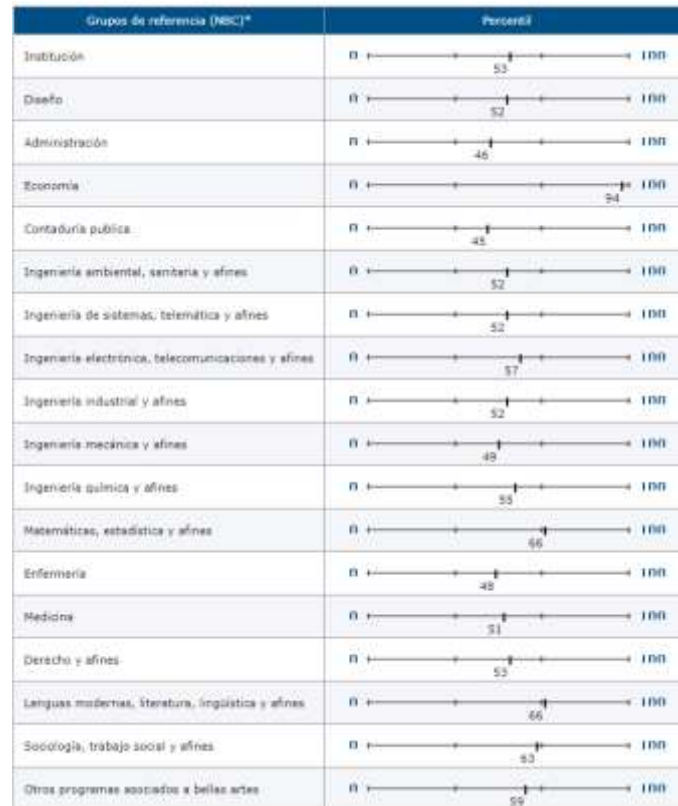 Grupos de referencia (NBC)* Percentil
Institución 0 100
53
Diseño 0 100
52
Administración 0 100
46
Economía 0 100
94
Contaduría publica 0 100
45
Ingeniería ambiental, sanitaria y afines 0 100
52
Ingeniería de sistemas, telemática y afines 0 100
52
Ingeniería electrónica, telecomunicaciones y afines 0 100
57
Ingeniería industrial y afines 0 100
52
Ingeniería mecánica y afines 0 100
49
Ingeniería química y afines 0 100
55
Matemáticas, estadística y afines 0 100
66
Enfermería 0 100
48
Medicina 0 100
51
Derecho y afines 0 100
53
Lenguas modernas, literatura, lingüística y afines 0 100
66
Sociología, trabajo social y afines 0 100
63
Otros programas asociados a bellas artes 0 100
59